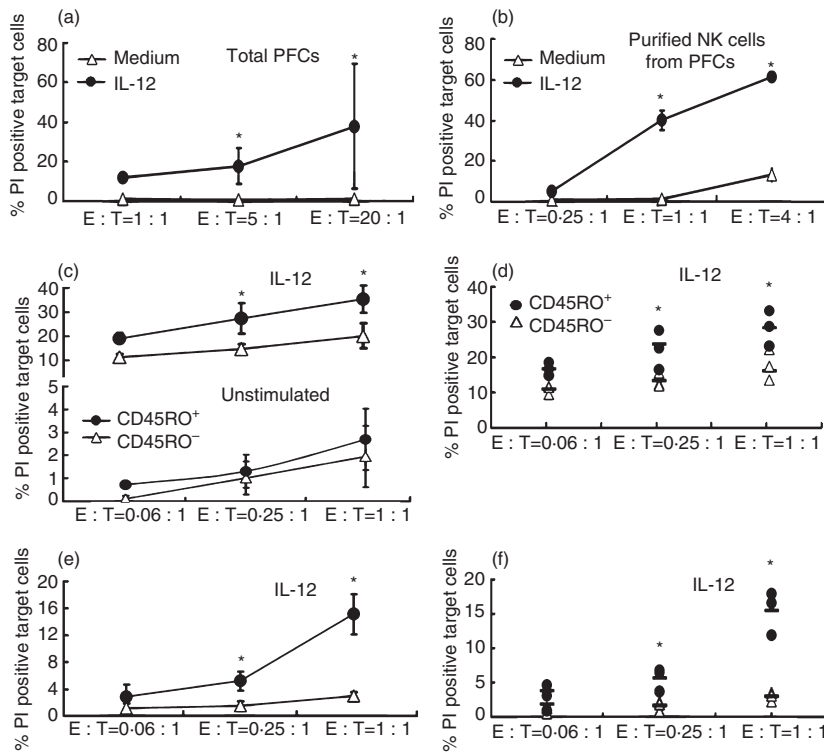 (a)
% PI positive target cells
80
60
40
20
0
Medium
IL-12
Total PFCs
*
*
E : T=1 : 1
E : T=5 : 1
E : T=20 : 1
(b)
% PI positive target cells
80
60
40
20
0
Medium
IL-12
Purified NK cells
from PFCs
*
*
E : T=0·25 : 1
E : T=1 : 1
E : T=4 : 1
(c)
% PI positive target cells
IL-12
40
30
20
10
*
*
5
4
3
2
1
0
Unstimulated
CD45RO+
CD45RO−
E : T=0·06 : 1
E : T=0·25 : 1
E : T=1 : 1
(d)
% PI positive target cells
IL-12
40
30
20
10
0
CD45RO+
CD45RO−
*
*
E : T=0·06 : 1
E : T=0·25 : 1
E : T=1 : 1
(e)
% PI positive target cells
IL-12
20
16
12
8
4
0
*
*
E : T=0·06 : 1
E : T=0·25 : 1
E : T=1 : 1
(f)
% PI positive target cells
IL-12
20
15
10
5
0
*
*
E : T=0·06 : 1
E : T=0·25 : 1
E : T=1 : 1